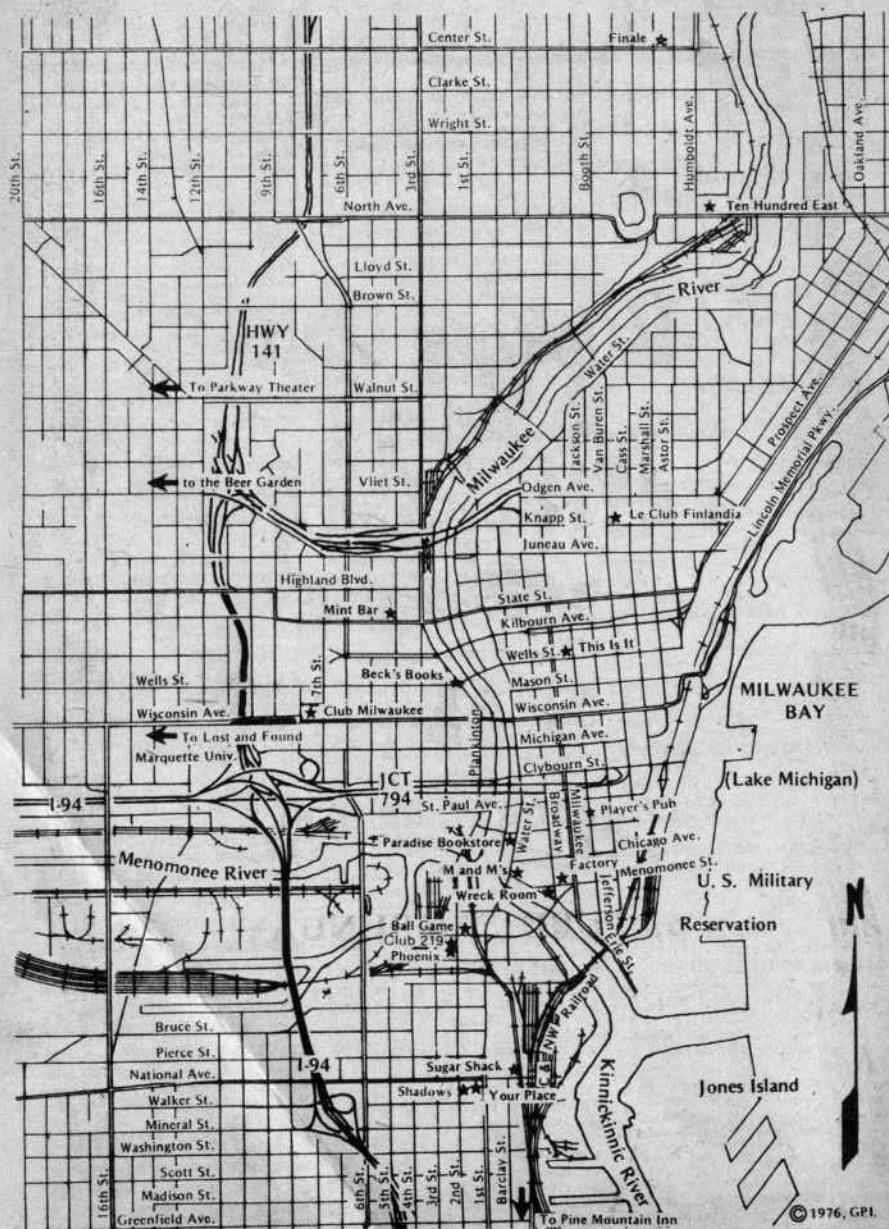 Center St.
Finale
Clarke St.
Wright St.
20th St.
16th St.
14th St.
12th St.
9th St.
6th St.
3rd St.
1st St.
Booth St.
Humboldt Ave.
Oakland Ave.
North Ave.
Ten Hundred East
Lloyd St.
Brown St.
River
HWY
141
Water St.
To Parkway Theater
Walnut St.
Prospect Ave.
Lincoln Memorial Pkwy.
Jackson St.
Van Buren St.
Cass St.
Marshall St.
Astor St.
Milwaukee
to the Beer Garden
Vliet St.
Odgen Ave.
Knapp St.
Le Club Finlandia
Juneau Ave.
Highland Blvd.
State St.
Mint Bar
Kilbourn Ave.
Wells St.
This Is It
Beck's Books
Mason St.
Wells St.
7th St.
Wisconsin Ave.
MILWAUKEE
BAY
Wisconsin Ave.
Club Milwaukee
To Lost and Found
Michigan Ave.
Plankinton
Marquette Univ.
Clybourn St.
JCT
794
(Lake Michigan)
I-94
St. Paul Ave.
Water St.
Broadway
Milwaukee
Player's Pub
Paradise Bookstore
Chicago Ave.
Menomonee River
M and M's
Factory
Menomonee St.
Wreck Room
Jefferson
U. S. Military
Reservation
N
Ball Game
Club 219
Phoenix
Erie St.
C & NW Railroad
Bruce St.
Pierce St.
I-94
National Ave.
Sugar Shack
Kinnickinnic River
Jones Island
Shadows
Your Place
Walker St.
Mineral St.
Washington St.
Scott St.
Madison St.
Greenfield Ave.
16th St.
6th St.
5th St.
4th St.
3rd St.
2nd St.
1st St.
Barclay St.
To Pine Mountain Inn
© 1976, GPI.